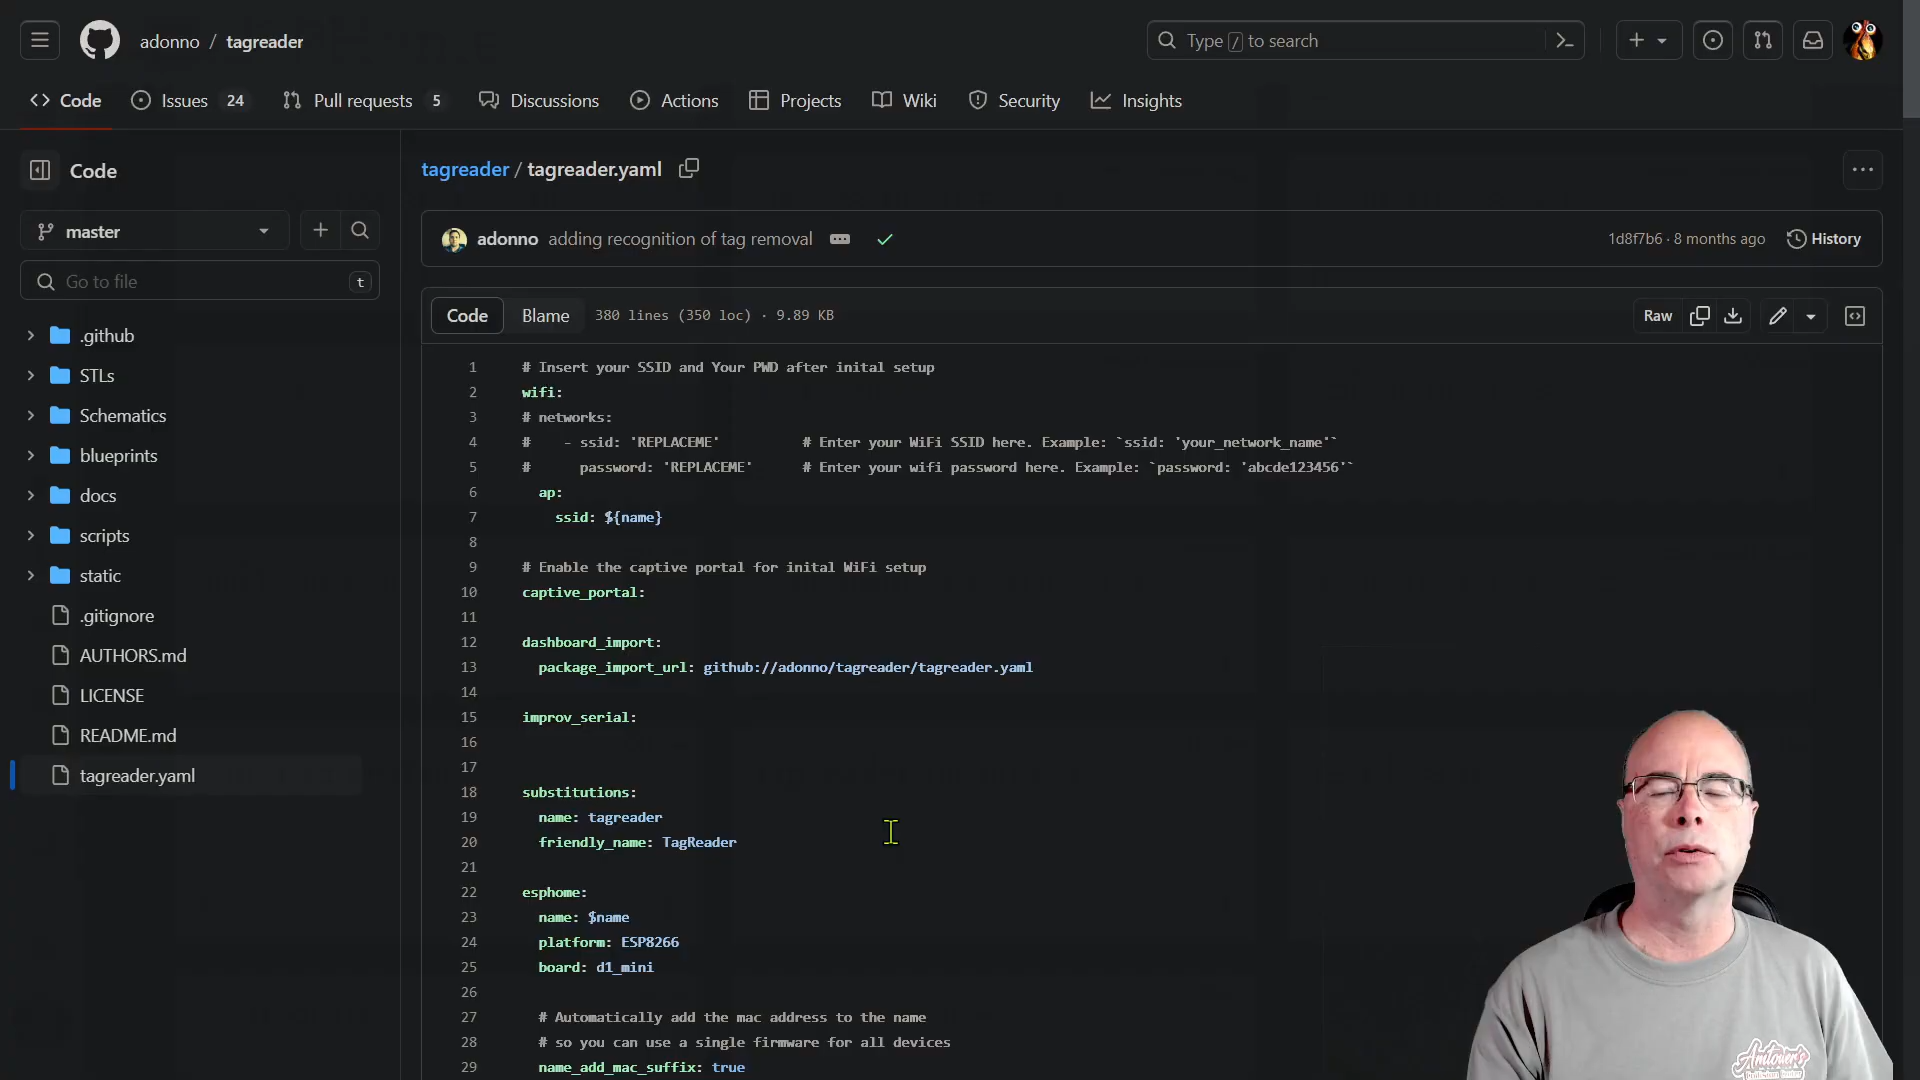 adonno / tagreader
Type / to search
Code
Issues 24
Pull requests 5
Discussions
Actions
Projects
Wiki
Security
Insights
Code
master
Go to file
t
.github
STLs
Schematics
blueprints
docs
scripts
static
.gitignore
AUTHORS.md
LICENSE
README.md
tagreader.yaml
tagreader / tagreader.yaml
adonno adding recognition of tag removal
1d8f7b6 · 8 months ago
History
Code
Blame
380 lines (350 loc) · 9.89 KB
Raw
1 # Insert your SSID and Your PWD after inital setup
2 wifi:
3 # networks:
4 #    - ssid: 'REPLACEME'          # Enter your WiFi SSID here. Example: `ssid: 'your_network_name'`
5 #      password: 'REPLACEME'      # Enter your wifi password here. Example: `password: 'abcde123456'`
6   ap:
7     ssid: ${name}
8
9 # Enable the captive portal for inital WiFi setup
10 captive_portal:
11
12 dashboard_import:
13   package_import_url: github://adonno/tagreader/tagreader.yaml
14
15 improv_serial:
16
17
18 substitutions:
19   name: tagreader
20   friendly_name: TagReader
21
22 esphome:
23   name: $name
24   platform: ESP8266
25   board: d1_mini
26
27   # Automatically add the mac address to the name
28   # so you can use a single firmware for all devices
29   name_add_mac_suffix: true